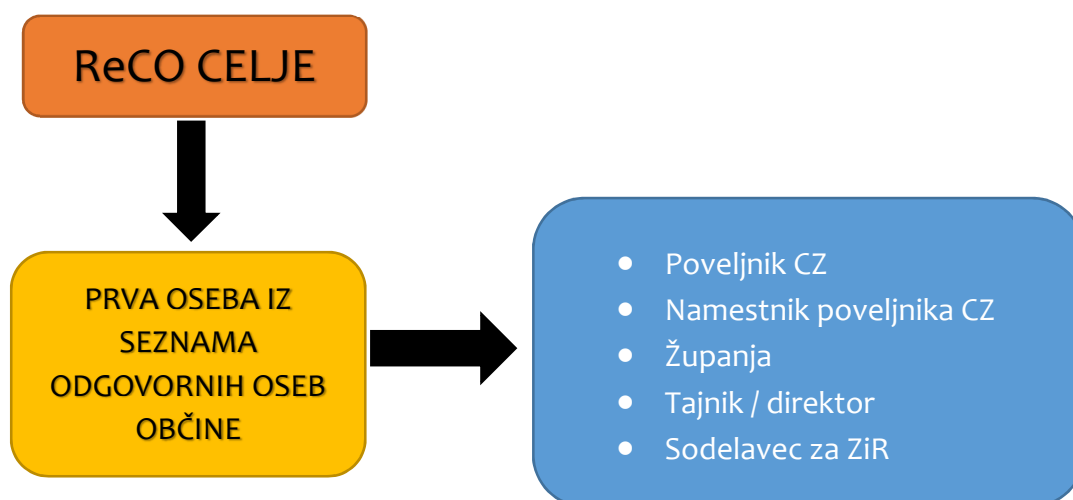 ReCO CELJE
PRVA OSEBA IZ
SEZNAMA
ODGOVORNIH OSEB
OBČINE
• Poveljnik CZ
• Namestnik poveljnika CZ
• Županja
• Tajnik / direktor
• Sodelavec za ZiR